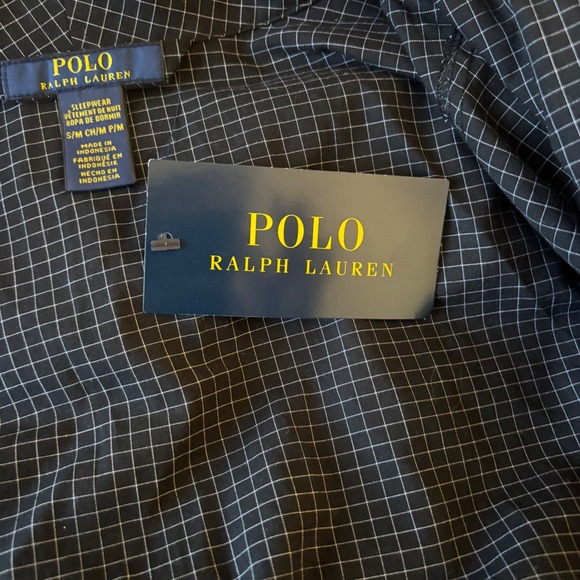 POLO
RALPH LAUREN
SLEEPWEAR
VÊTEMENT DE NUIT
ROPA DE DORMIR
S/M CH/M P/M
MADE IN
INDONESIA
FABRIQUÉ EN
INDONÉSIE
HECHO EN
INDONESIA
POLO
RALPH LAUREN